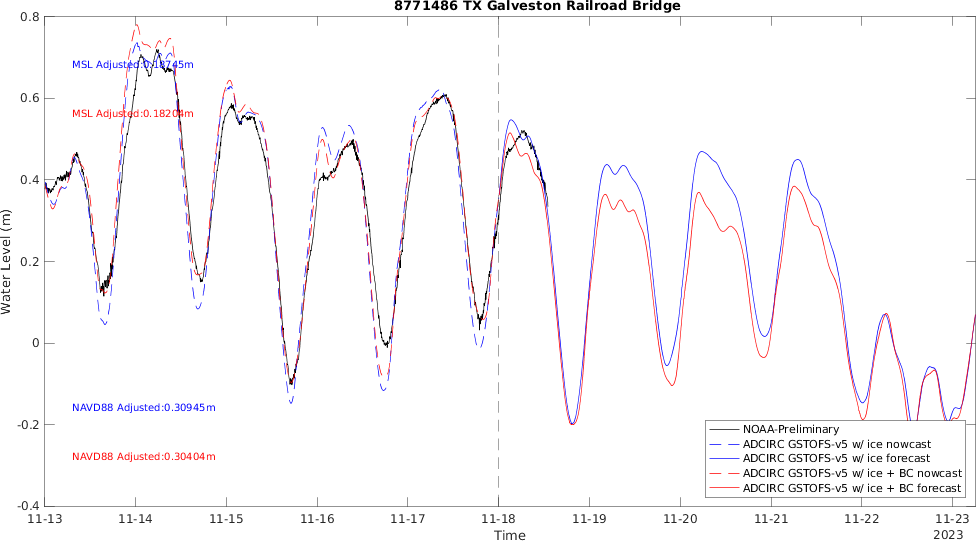 8771486 TX Galveston Railroad Bridge
0.8
0.6
0.4
0.2
0
-0.2
-0.4
Water Level (m)
MSL Adjusted:0.18745m
MSL Adjusted:0.18204m
NAVD88 Adjusted:0.30945m
NAVD88 Adjusted:0.30404m
NOAA-Preliminary
ADCIRC GSTOFS-v5 w/ ice nowcast
ADCIRC GSTOFS-v5 w/ ice forecast
ADCIRC GSTOFS-v5 w/ ice + BC nowcast
ADCIRC GSTOFS-v5 w/ ice + BC forecast
11-13 11-14 11-15 11-16 11-17 11-18 11-19 11-20 11-21 11-22 11-23
Time
2023